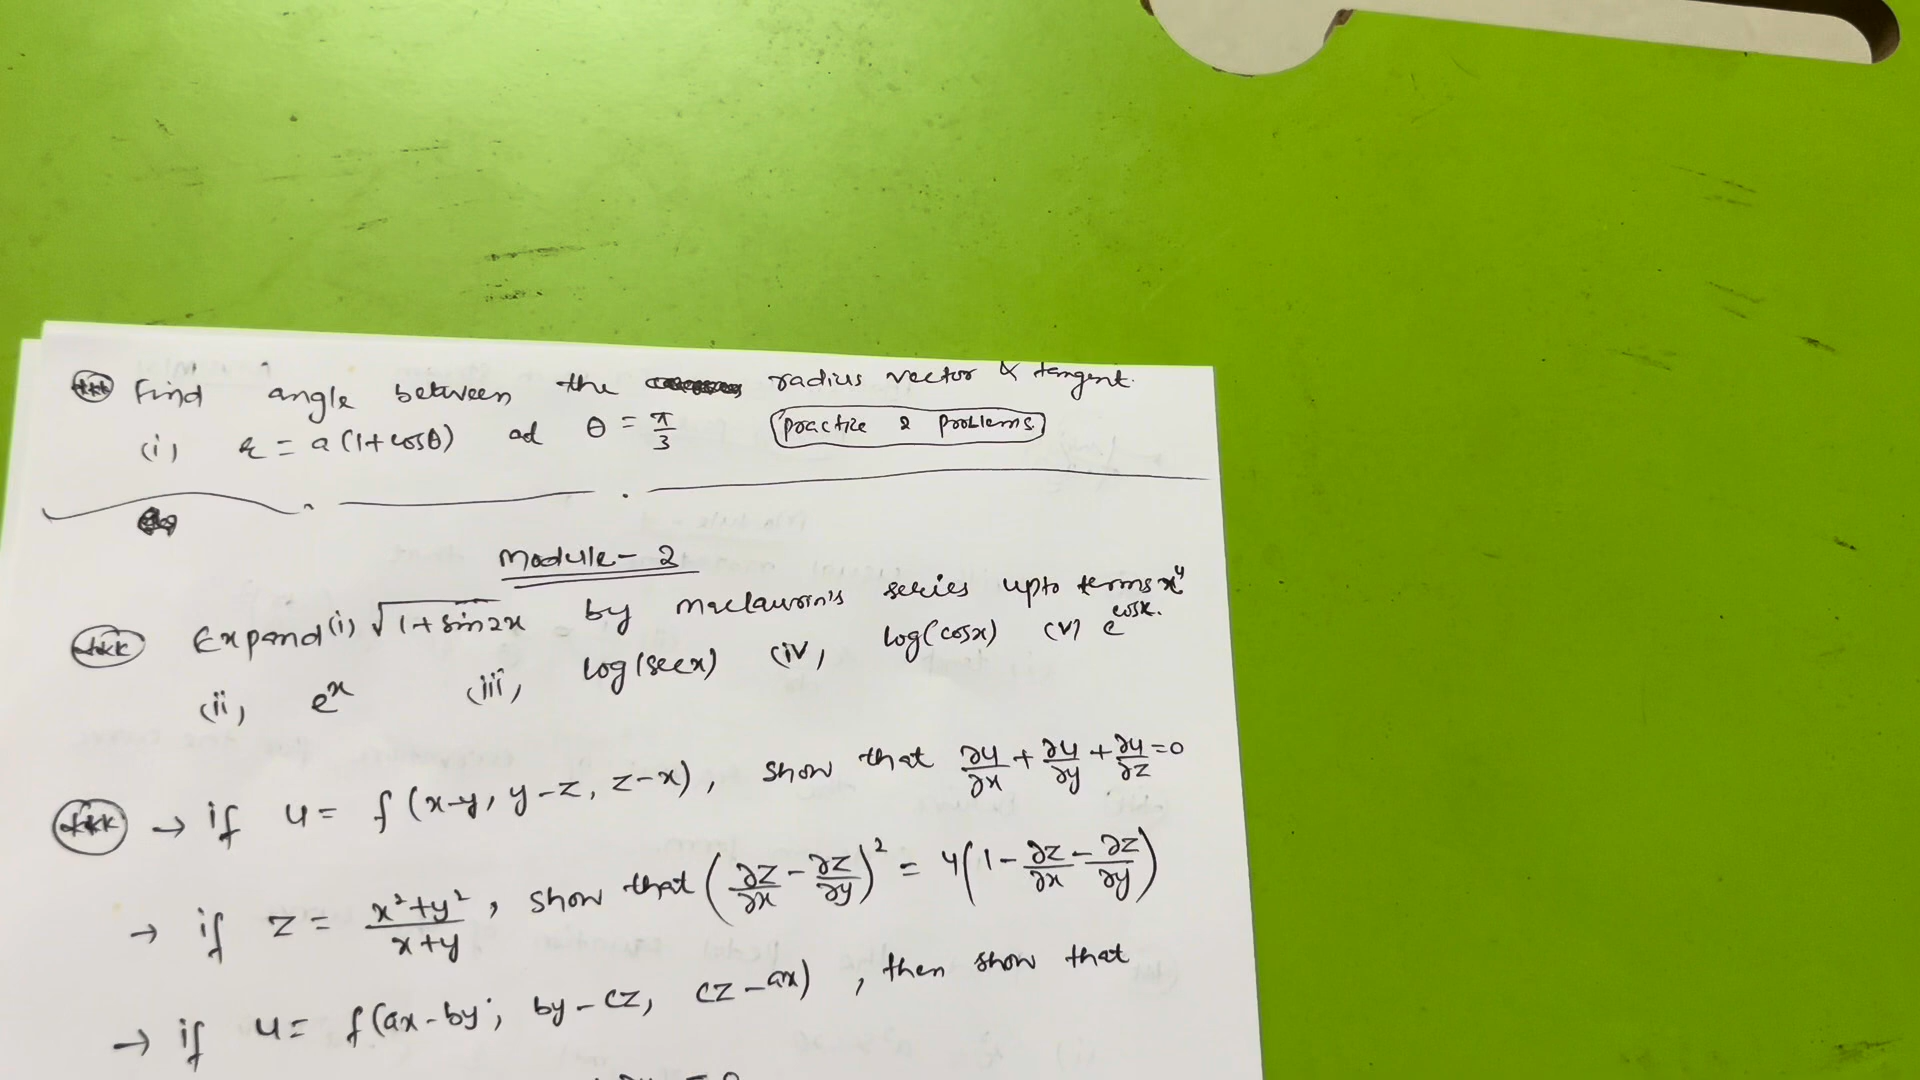 *** Find angle between the radius vector & tangent.
(i) r = a(1+cosθ) at θ = π/3 practice 2 problems.
Module - 2
*** Expand (i) √1+sin2x by Maclaurin's series upto terms x⁴
(ii) e^x (iii) log(secx) (iv) log(cosx) (v) e^cosx.
*** → if u = f(x-y, y-z, z-x), show that ∂u/∂x + ∂u/∂y + ∂u/∂z = 0
→ if z = x²+y²/x+y, show that (∂z/∂x - ∂z/∂y)² = 4(1 - ∂z/∂x - ∂z/∂y)
→ if u = f(ax-by, by-cz, cz-ax), then show that